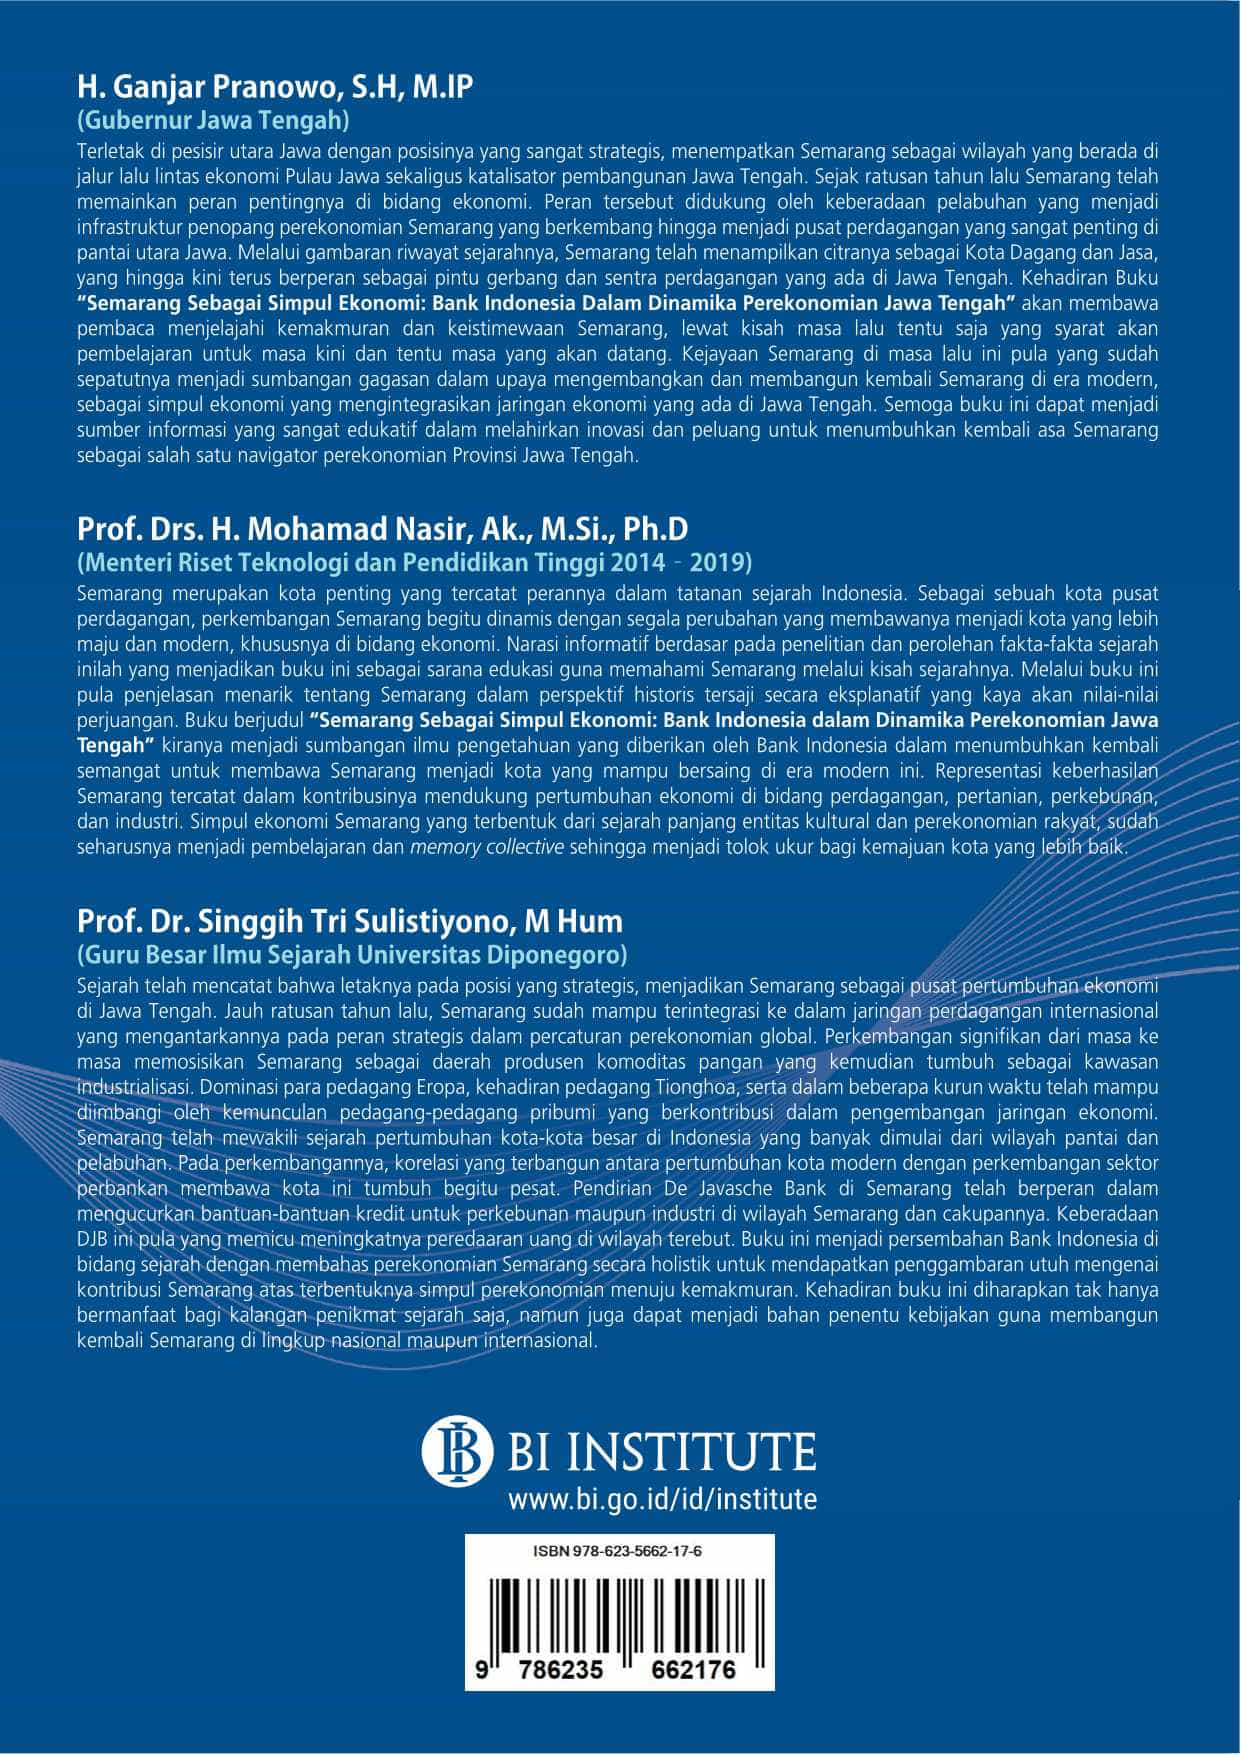 H. Ganjar Pranowo, S.H, M.IP
(Gubernur Jawa Tengah)
Terletak di pesisir utara Jawa dengan posisinya yang sangat strategis, menempatkan Semarang sebagai wilayah yang berada di
jalur lalu lintas ekonomi Pulau Jawa sekaligus katalisator pembangunan Jawa Tengah. Sejak ratusan tahun lalu Semarang telah
memainkan peran pentingnya di bidang ekonomi. Peran tersebut didukung oleh keberadaan pelabuhan yang menjadi
infrastruktur penopang perekonomian Semarang yang berkembang hingga menjadi pusat perdagangan yang sangat penting di
pantai utara Jawa. Melalui gambaran riwayat sejarahnya, Semarang telah menampilkan citranya sebagai Kota Dagang dan Jasa,
yang hingga kini terus berperan sebagai pintu gerbang dan sentra perdagangan yang ada di Jawa Tengah. Kehadiran Buku
“Semarang Sebagai Simpul Ekonomi: Bank Indonesia Dalam Dinamika Perekonomian Jawa Tengah” akan membawa
pembaca menjelajahi kemakmuran dan keistimewaan Semarang, lewat kisah masa lalu tentu saja yang syarat akan
pembelajaran untuk masa kini dan tentu masa yang akan datang. Kejayaan Semarang di masa lalu ini pula yang sudah
sepatutnya menjadi sumbangan gagasan dalam upaya mengembangkan dan membangun kembali Semarang di era modern,
sebagai simpul ekonomi yang mengintegrasikan jaringan ekonomi yang ada di Jawa Tengah. Semoga buku ini dapat menjadi
sumber informasi yang sangat edukatif dalam melahirkan inovasi dan peluang untuk menumbuhkan kembali asa Semarang
sebagai salah satu navigator perekonomian Provinsi Jawa Tengah.
Prof. Drs. H. Mohamad Nasir, Ak., M.Si., Ph.D
(Menteri Riset Teknologi dan Pendidikan Tinggi 2014 - 2019)
Semarang merupakan kota penting yang tercatat perannya dalam tatanan sejarah Indonesia. Sebagai sebuah kota pusat
perdagangan, perkembangan Semarang begitu dinamis dengan segala perubahan yang membawanya menjadi kota yang lebih
maju dan modern, khususnya di bidang ekonomi. Narasi informatif berdasar pada penelitian dan perolehan fakta-fakta sejarah
inilah yang menjadikan buku ini sebagai sarana edukasi guna memahami Semarang melalui kisah sejarahnya. Melalui buku ini
pula penjelasan menarik tentang Semarang dalam perspektif historis tersaji secara eksplanatif yang kaya akan nilai-nilai
perjuangan. Buku berjudul “Semarang Sebagai Simpul Ekonomi: Bank Indonesia dalam Dinamika Perekonomian Jawa
Tengah” kiranya menjadi sumbangan ilmu pengetahuan yang diberikan oleh Bank Indonesia dalam menumbuhkan kembali
semangat untuk membawa Semarang menjadi kota yang mampu bersaing di era modern ini. Representasi keberhasilan
Semarang tercatat dalam kontribusinya mendukung pertumbuhan ekonomi di bidang perdagangan, pertanian, perkebunan,
dan industri. Simpul ekonomi Semarang yang terbentuk dari sejarah panjang entitas kultural dan perekonomian rakyat, sudah
seharusnya menjadi pembelajaran dan memory collective sehingga menjadi tolok ukur bagi kemajuan kota yang lebih baik.
Prof. Dr. Singgih Tri Sulistiyono, M Hum
(Guru Besar Ilmu Sejarah Universitas Diponegoro)
Sejarah telah mencatat bahwa letaknya pada posisi yang strategis, menjadikan Semarang sebagai pusat pertumbuhan ekonomi
di Jawa Tengah. Jauh ratusan tahun lalu, Semarang sudah mampu terintegrasi ke dalam jaringan perdagangan internasional
yang mengantarkannya pada peran strategis dalam percaturan perekonomian global. Perkembangan signifikan dari masa ke
masa memosisikan Semarang sebagai daerah produsen komoditas pangan yang kemudian tumbuh sebagai kawasan
industrialisasi. Dominasi para pedagang Eropa, kehadiran pedagang Tionghoa, serta dalam beberapa kurun waktu telah mampu
diimbangi oleh kemunculan pedagang-pedagang pribumi yang berkontribusi dalam pengembangan jaringan ekonomi.
Semarang telah mewakili sejarah pertumbuhan kota-kota besar di Indonesia yang banyak dimulai dari wilayah pantai dan
pelabuhan. Pada perkembangannya, korelasi yang terbangun antara pertumbuhan kota modern dengan perkembangan sektor
perbankan membawa kota ini tumbuh begitu pesat. Pendirian De Javasche Bank di Semarang telah berperan dalam
mengucurkan bantuan-bantuan kredit untuk perkebunan maupun industri di wilayah Semarang dan cakupannya. Keberadaan
DJB ini pula yang memicu meningkatnya peredaaran uang di wilayah terebut. Buku ini menjadi persembahan Bank Indonesia di
bidang sejarah dengan membahas perekonomian Semarang secara holistik untuk mendapatkan penggambaran utuh mengenai
kontribusi Semarang atas terbentuknya simpul perekonomian menuju kemakmuran. Kehadiran buku ini diharapkan tak hanya
bermanfaat bagi kalangan penikmat sejarah saja, namun juga dapat menjadi bahan penentu kebijakan guna membangun
kembali Semarang di lingkup nasional maupun internasional.
BI INSTITUTE
www.bi.go.id/id/institute
ISBN 978-623-5662-17-6
9 786235 662176